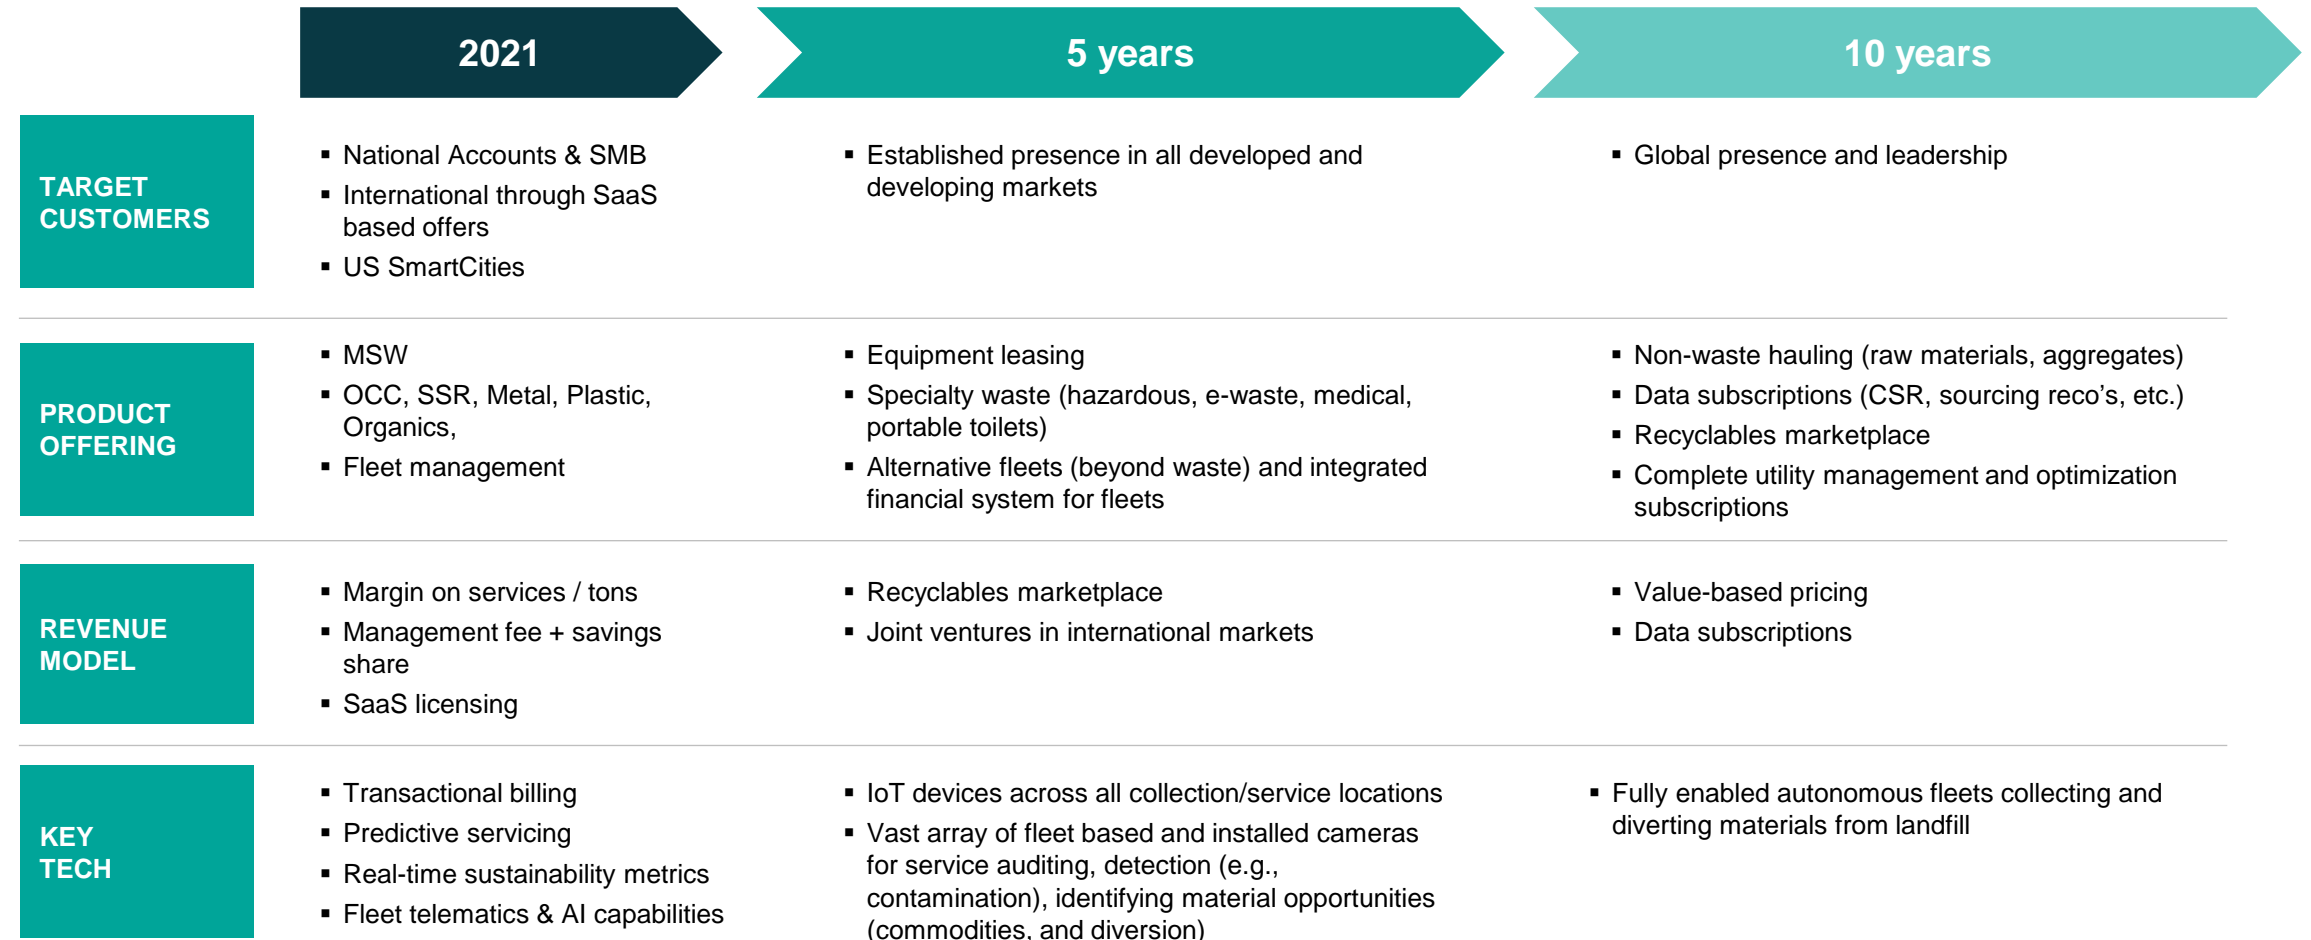 2021
5 years
10 years
TARGET
CUSTOMERS
▪ National Accounts & SMB
▪ International through SaaS
based offers
▪ US SmartCities
▪ Established presence in all developed and
developing markets
▪ Global presence and leadership
PRODUCT
OFFERING
▪ MSW
▪ OCC, SSR, Metal, Plastic,
Organics,
▪ Fleet management
▪ Equipment leasing
▪ Specialty waste (hazardous, e-waste, medical,
portable toilets)
▪ Alternative fleets (beyond waste) and integrated
financial system for fleets
▪ Non-waste hauling (raw materials, aggregates)
▪ Data subscriptions (CSR, sourcing reco’s, etc.)
▪ Recyclables marketplace
▪ Complete utility management and optimization
subscriptions
REVENUE
MODEL
▪ Margin on services / tons
▪ Management fee + savings
share
▪ SaaS licensing
▪ Recyclables marketplace
▪ Joint ventures in international markets
▪ Value-based pricing
▪ Data subscriptions
KEY
TECH
▪ Transactional billing
▪ Predictive servicing
▪ Real-time sustainability metrics
▪ Fleet telematics & AI capabilities
▪ IoT devices across all collection/service locations
▪ Vast array of fleet based and installed cameras
for service auditing, detection (e.g.,
contamination), identifying material opportunities
(commodities, and diversion)
▪ Fully enabled autonomous fleets collecting and
diverting materials from landfill